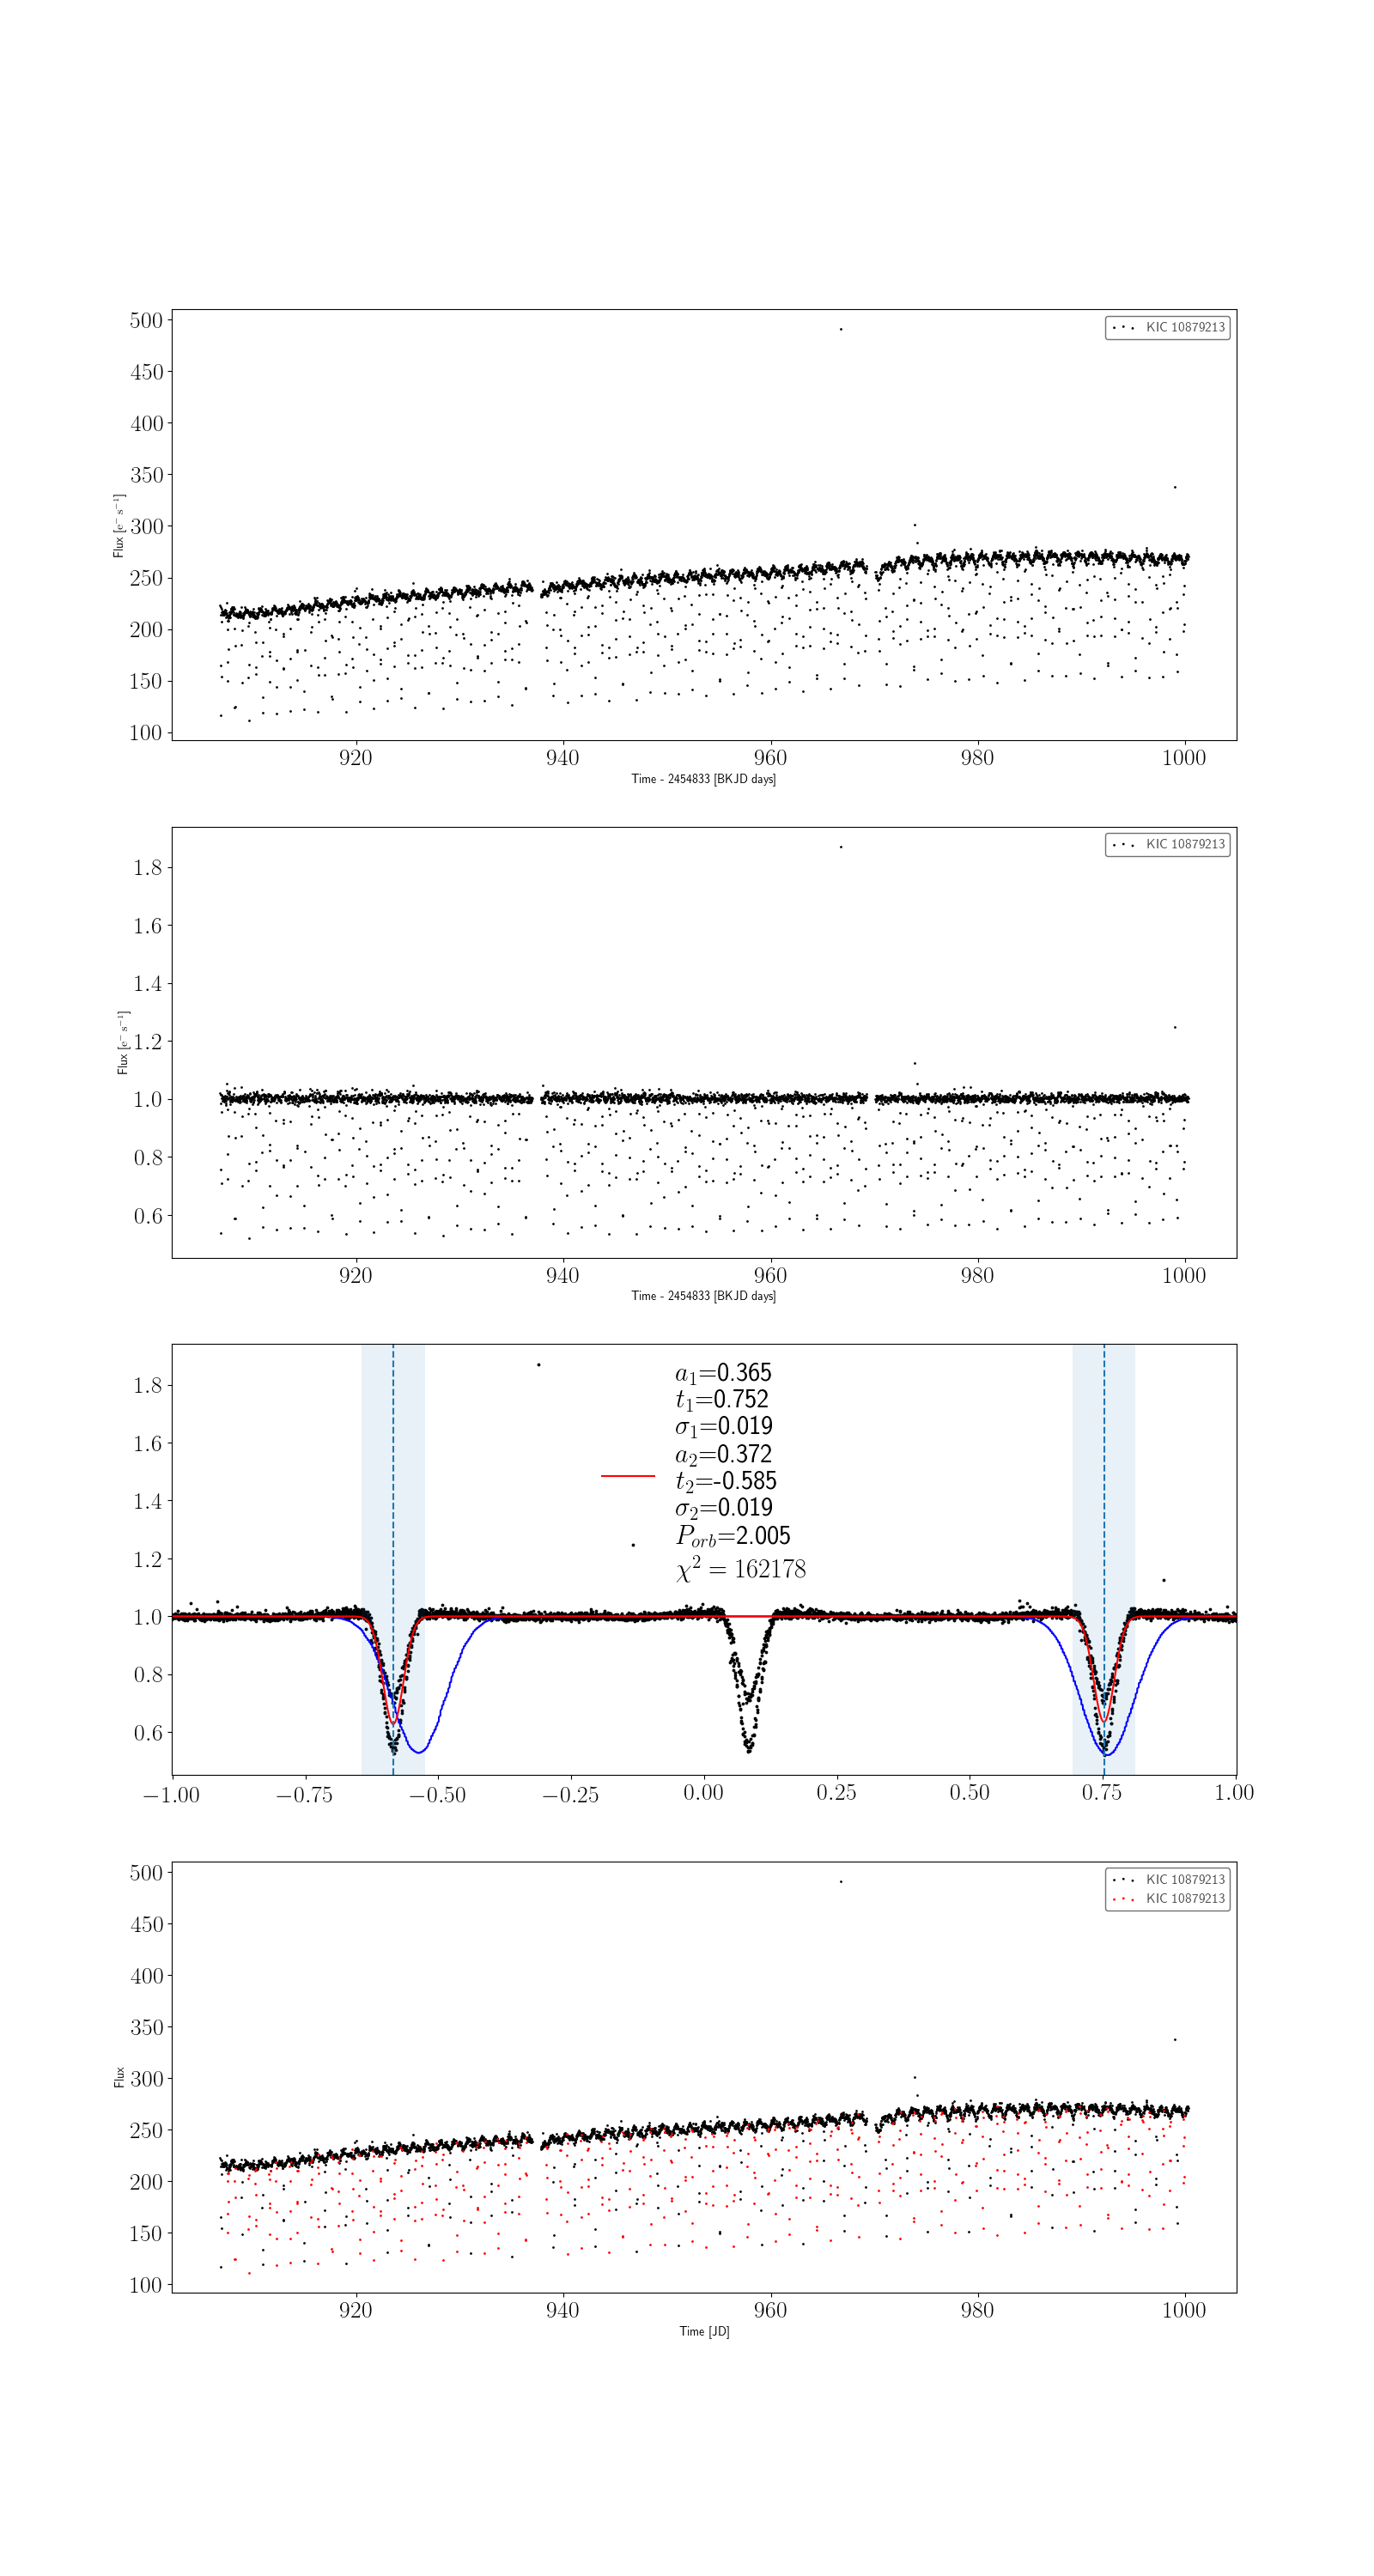 KIC 10879213
500
450
400
350
300
250
200
150
100
Flux [e⁻ s⁻¹]
920 940 960 980 1000
Time - 2454833 [BKJD days]
KIC 10879213
1.8
1.6
1.4
1.2
1.0
0.8
0.6
Flux [e⁻ s⁻¹]
920 940 960 980 1000
Time - 2454833 [BKJD days]
a₁=0.365
t₁=0.752
σ₁=0.019
a₂=0.372
t₂=-0.585
σ₂=0.019
Pₒᵣb=2.005
χ² = 162178
1.8
1.6
1.4
1.2
1.0
0.8
0.6
−1.00 −0.75 −0.50 −0.25 0.00 0.25 0.50 0.75 1.00
KIC 10879213
KIC 10879213
500
450
400
350
300
250
200
150
100
Flux
920 940 960 980 1000
Time [JD]